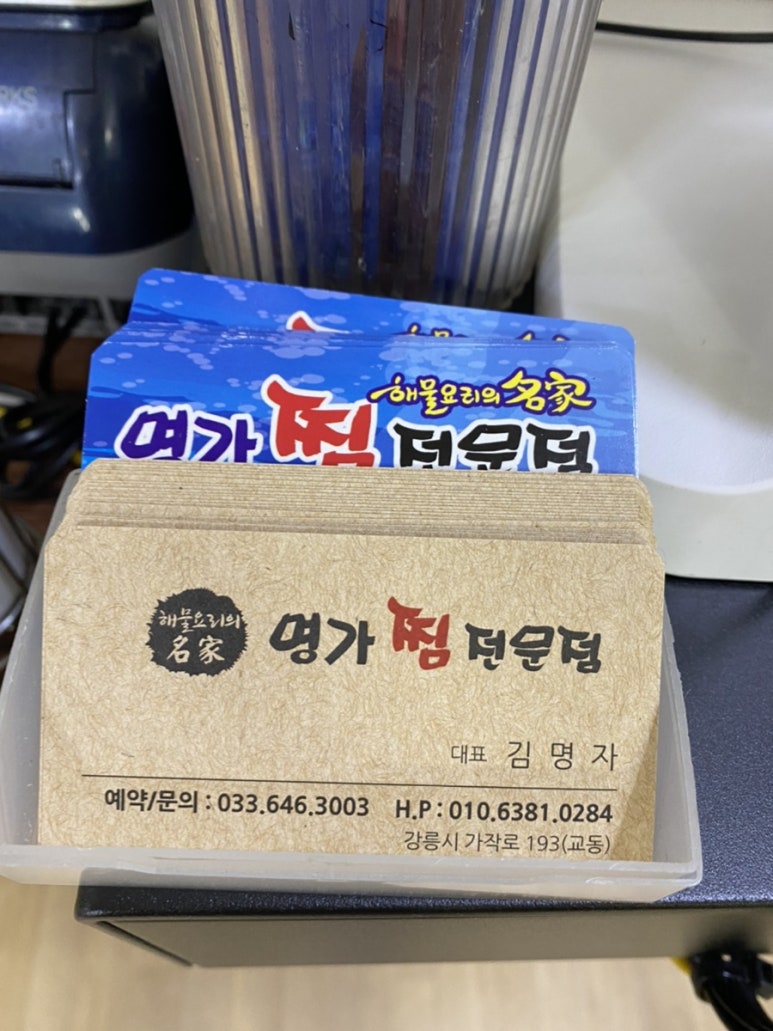 RKS
해물요리의 名家
명가 찜 전문점
해물요리의
名家
명가 찜 전문점
대표 김명자
예약/문의 : 033.646.3003 H.P : 010.6381.0284
강릉시 가작로 193(교동)